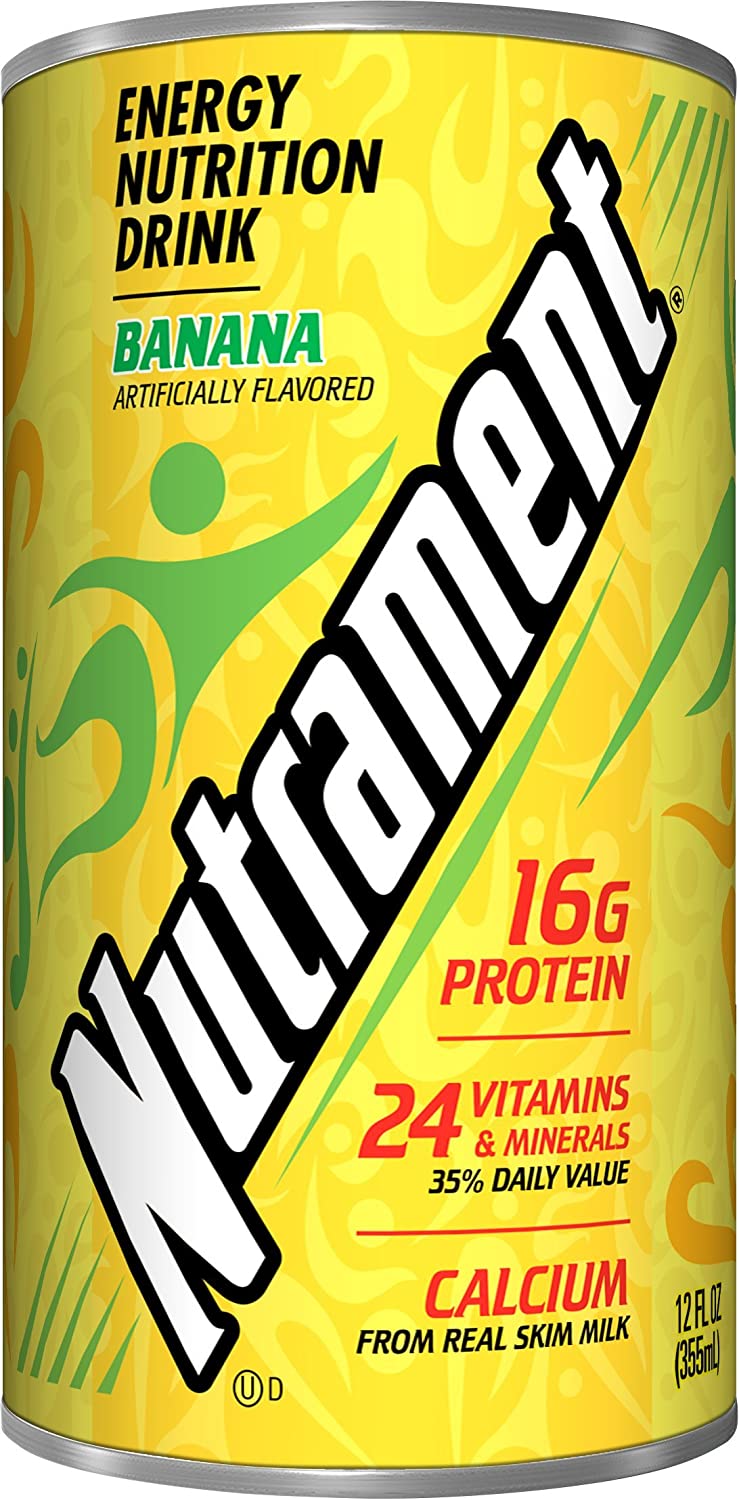 ENERGY
NUTRITION
DRINK
BANANA
ARTIFICIALLY FLAVORED
Nutrament®
16G
PROTEIN
24 VITAMINS
& MINERALS
35% DAILY VALUE
CALCIUM
FROM REAL SKIM MILK
12 FL OZ
(355mL)
Ⓤ D